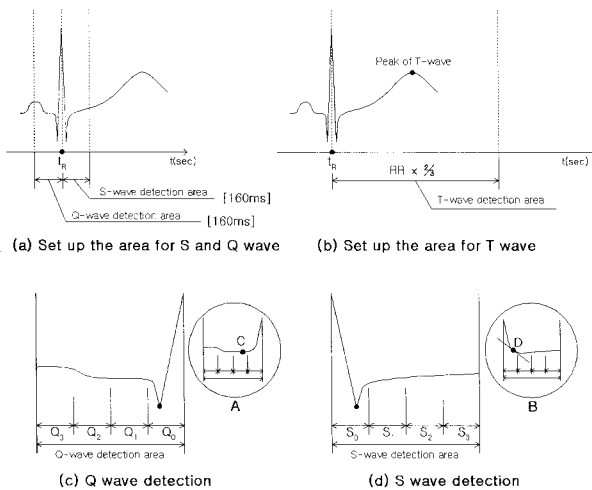 Peak of T-wave
t_R
t(sec)
t_R
t(sec)
RR × 2/3
S-wave detection area
[160ms]
T-wave detection area
Q-wave detection area
[160ms]
(a) Set up the area for S and Q wave
(b) Set up the area for T wave
C
D
A
B
Q3 Q2 Q1 Q0
S0 S. S2 S3
Q-wave detection area
S-wave detection area
(c) Q wave detection
(d) S wave detection